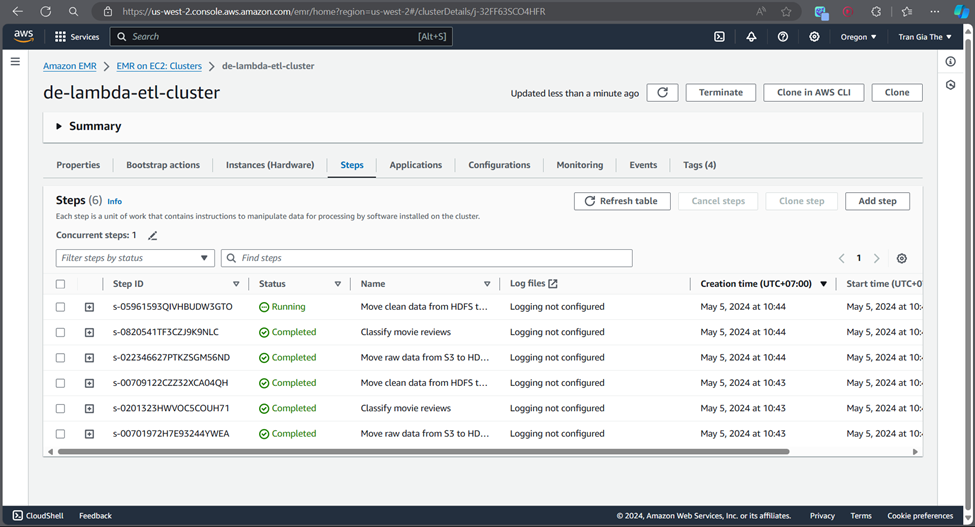 https://us-west-2.console.aws.amazon.com/emr/home?region=us-west-2#/clusterDetails/j-32FF63SCO4HFR
aws Services Search [Alt+S] Oregon Tran Gia The
Amazon EMR > EMR on EC2: Clusters > de-lambda-etl-cluster
de-lambda-etl-cluster
Updated less than a minute ago Terminate Clone in AWS CLI Clone
Summary
Properties Bootstrap actions Instances (Hardware) Steps Applications Configurations Monitoring Events Tags (4)
Steps (6) Info Refresh table Cancel steps Clone step Add step
Each step is a unit of work that contains instructions to manipulate data for processing by software installed on the cluster.
Concurrent steps: 1
Filter steps by status Find steps 1
Step ID Status Name Log files Creation time (UTC+07:00) Start time (UTC+0
s-05961593QIVHBUDW3GTO Running Move clean data from HDFS t... Logging not configured May 5, 2024 at 10:44 May 5, 2024 at 10:4
s-0820541TF3CZJ9K9NLC Completed Classify movie reviews Logging not configured May 5, 2024 at 10:44 May 5, 2024 at 10:4
s-022346627PTKZSGM56ND Completed Move raw data from S3 to HD... Logging not configured May 5, 2024 at 10:44 May 5, 2024 at 10:4
s-00709122CZZ32XCA04QH Completed Move clean data from HDFS t... Logging not configured May 5, 2024 at 10:43 May 5, 2024 at 10:4
s-0201323HWVOC5COUH71 Completed Classify movie reviews Logging not configured May 5, 2024 at 10:43 May 5, 2024 at 10:4
s-00701972H7E93244YWEA Completed Move raw data from S3 to HD... Logging not configured May 5, 2024 at 10:43 May 5, 2024 at 10:4
CloudShell Feedback © 2024, Amazon Web Services, Inc. or its affiliates. Privacy Terms Cookie preferences